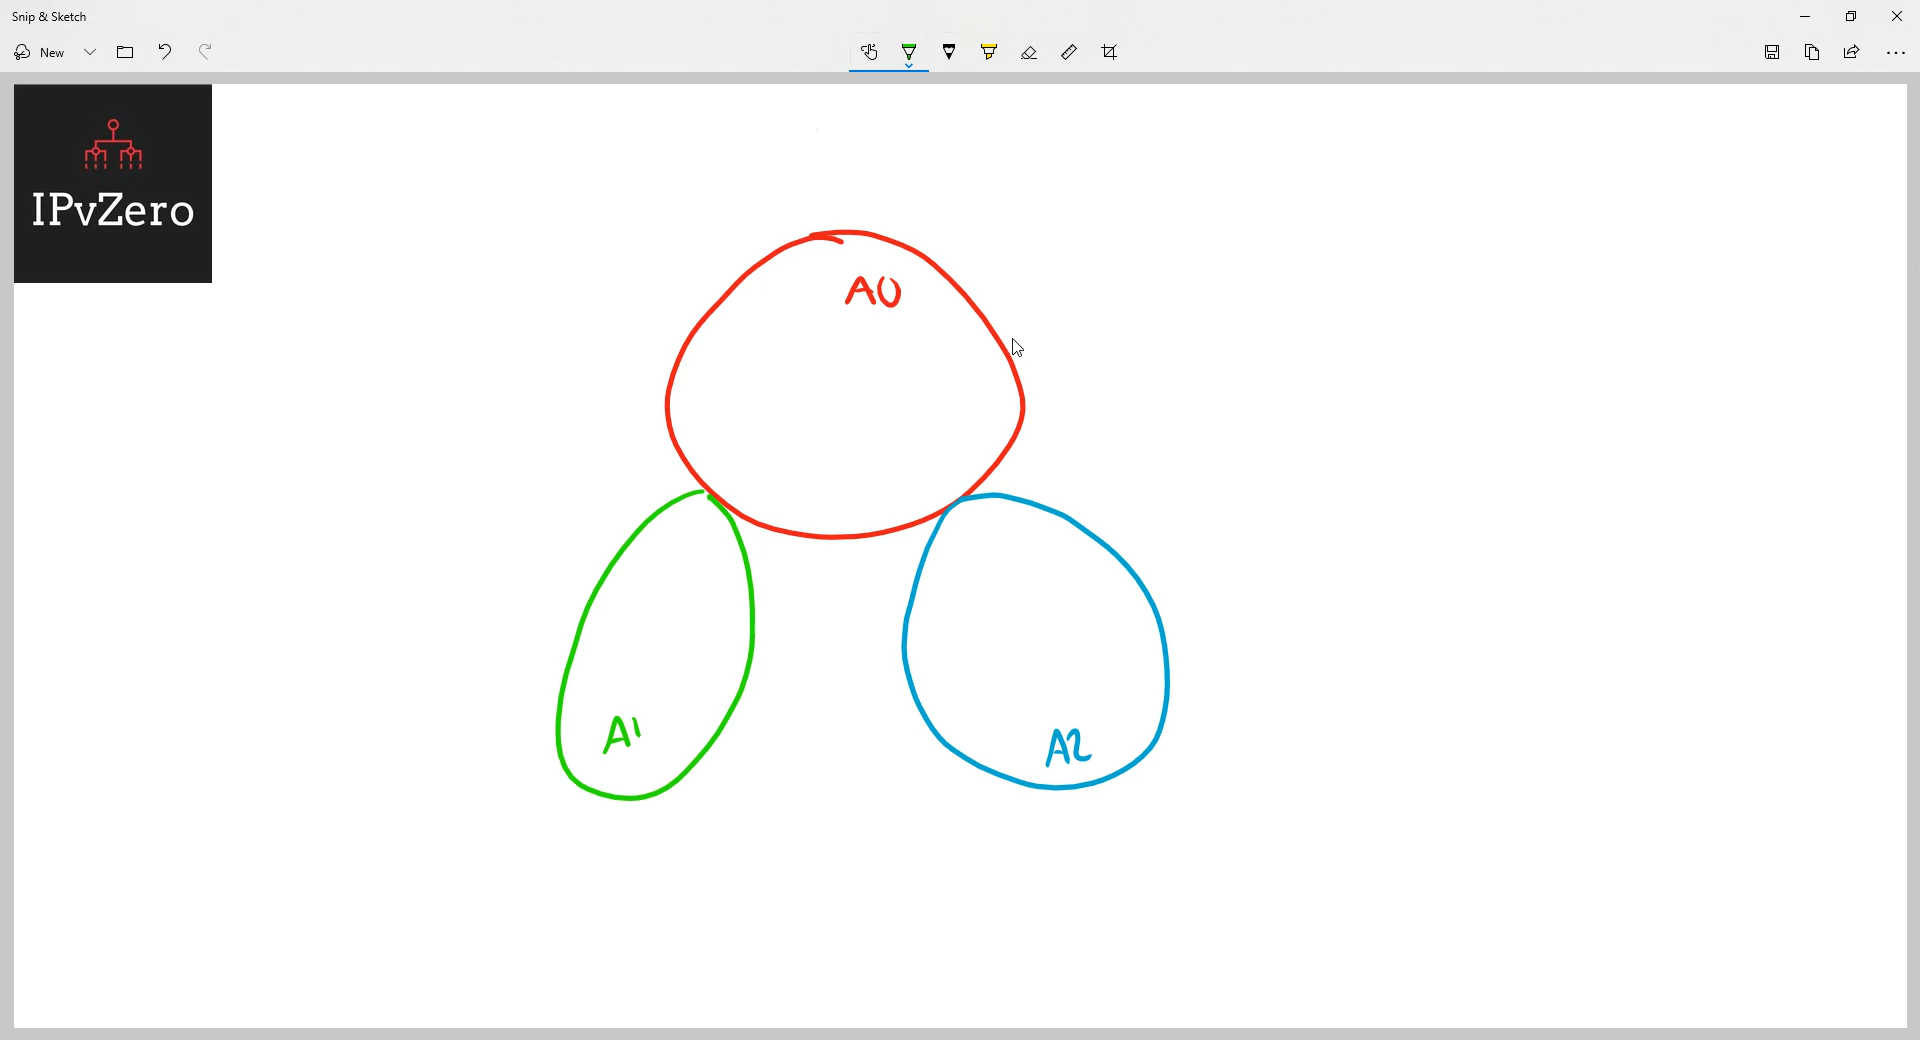 Snip & Sketch
New
IPvZero
A0
A1
A2